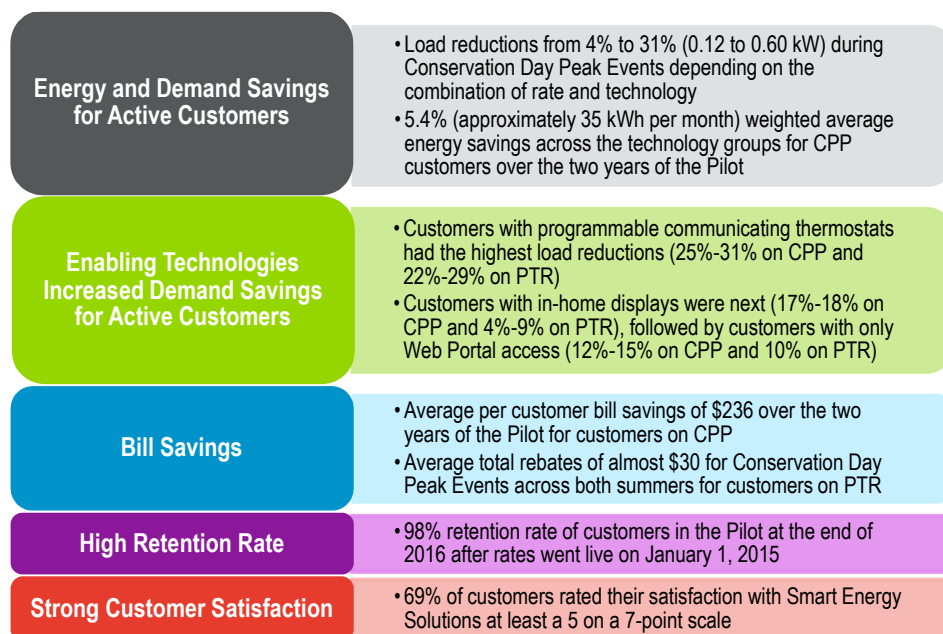 Energy and Demand Savings
for Active Customers
• Load reductions from 4% to 31% (0.12 to 0.60 kW) during
Conservation Day Peak Events depending on the
combination of rate and technology
• 5.4% (approximately 35 kWh per month) weighted average
energy savings across the technology groups for CPP
customers over the two years of the Pilot
Enabling Technologies
Increased Demand Savings
for Active Customers
• Customers with programmable communicating thermostats
had the highest load reductions (25%-31% on CPP and
22%-29% on PTR)
• Customers with in-home displays were next (17%-18% on
CPP and 4%-9% on PTR), followed by customers with only
Web Portal access (12%-15% on CPP and 10% on PTR)
Bill Savings
• Average per customer bill savings of $236 over the two
years of the Pilot for customers on CPP
• Average total rebates of almost $30 for Conservation Day
Peak Events across both summers for customers on PTR
High Retention Rate
• 98% retention rate of customers in the Pilot at the end of
2016 after rates went live on January 1, 2015
Strong Customer Satisfaction
• 69% of customers rated their satisfaction with Smart Energy
Solutions at least a 5 on a 7-point scale